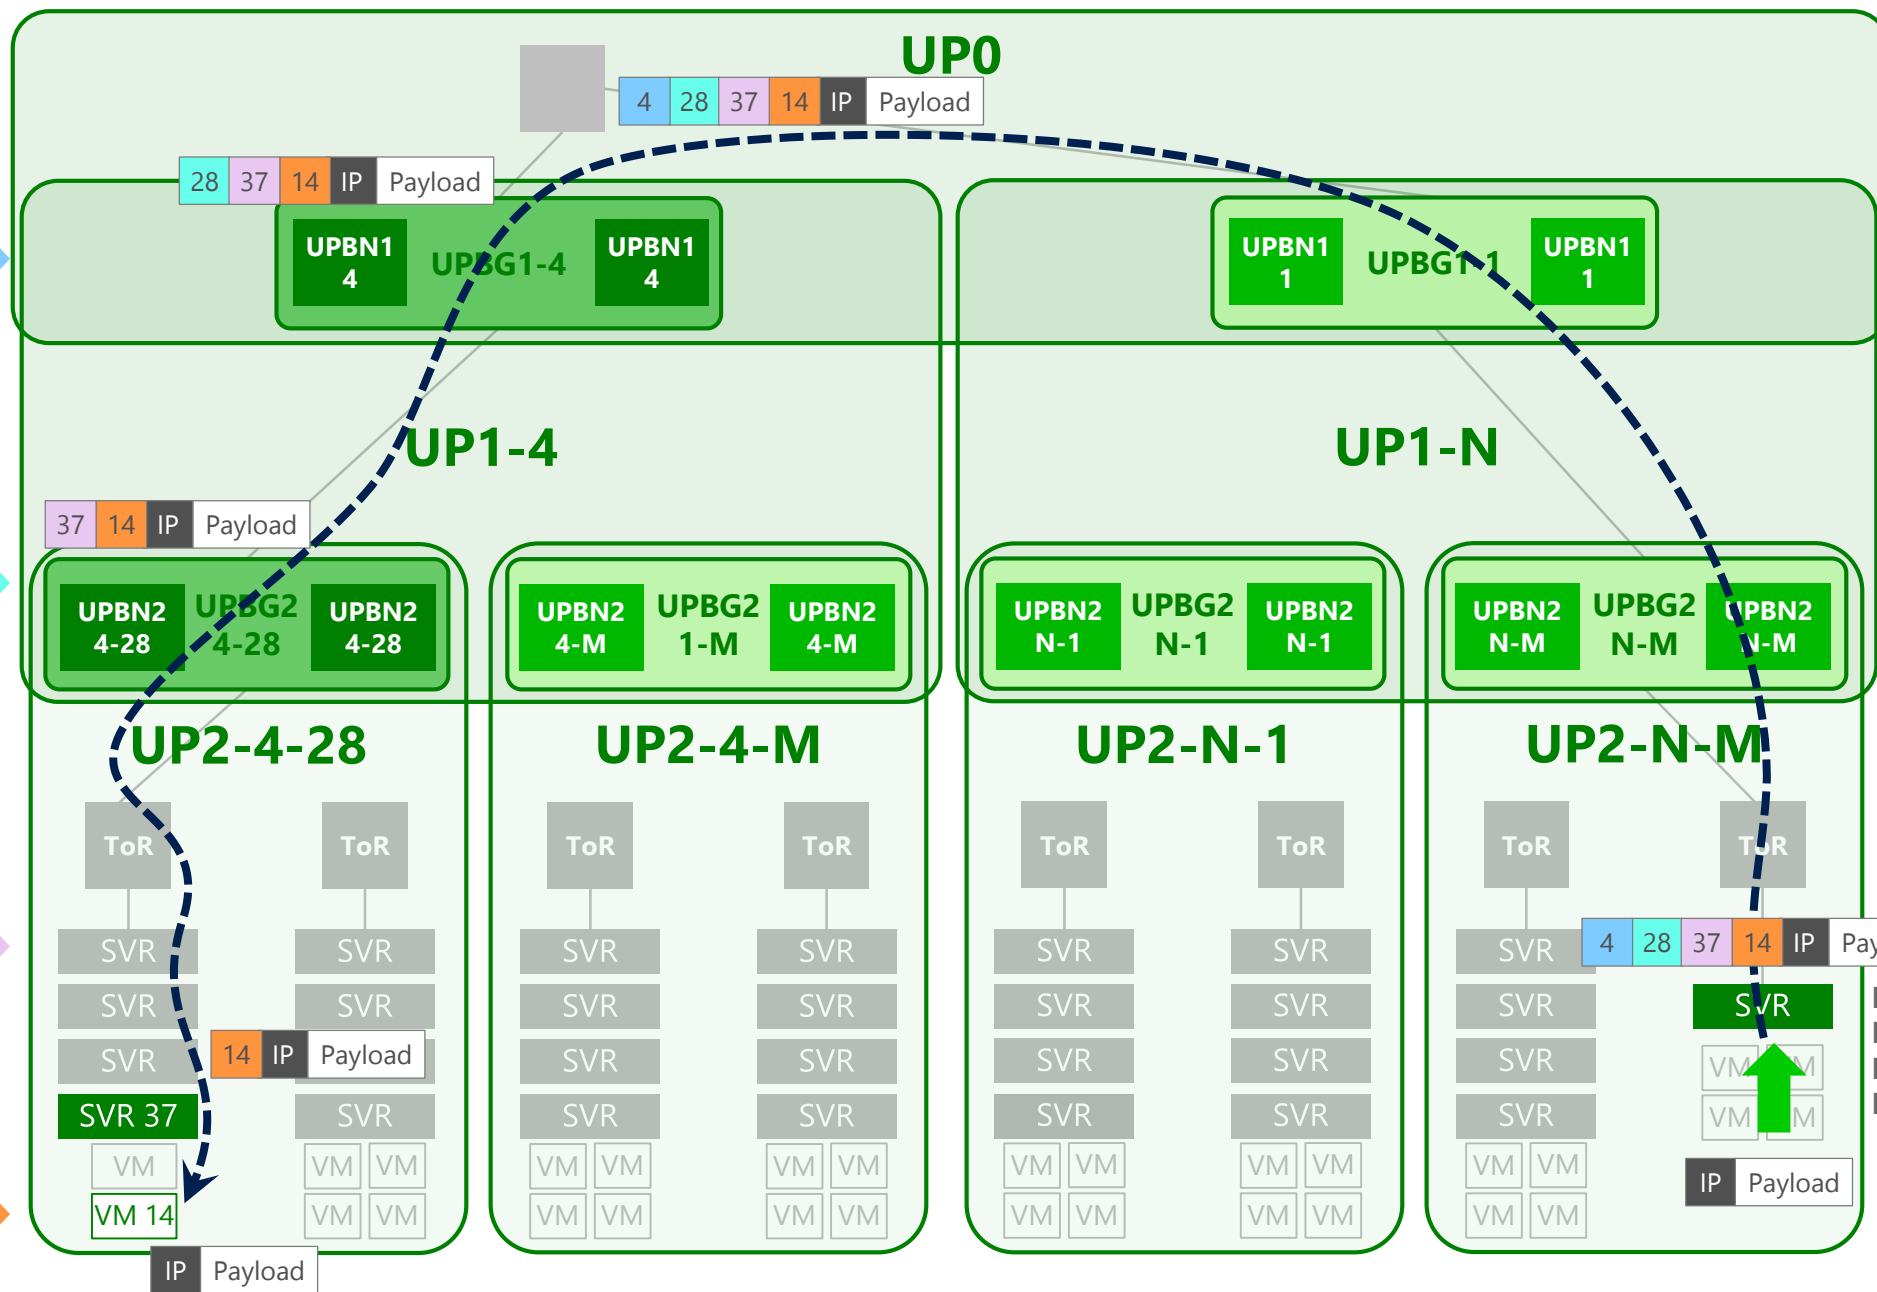 UP0
4 28 37 14 IP Payload
28 37 14 IP Payload
UPBN1
4
UPBG1-4
UPBN1
4
UPBN1
1
UPBG1-1
UPBN1
1
UP1-4
UP1-N
37 14 IP Payload
UPBN2
4-28
UPBG2
4-28
UPBN2
4-28
UPBN2
4-M
UPBG2
1-M
UPBN2
4-M
UPBN2
N-1
UPBG2
N-1
UPBN2
N-1
UPBN2
N-M
UPBG2
N-M
UPBN2
N-M
UP2-4-28
UP2-4-M
UP2-N-1
UP2-N-M
ToR
ToR
ToR
ToR
ToR
ToR
ToR
ToR
SVR
SVR
SVR
SVR
SVR
SVR
SVR
4 28 37 14 IP Pay
SVR
SVR
SVR
SVR
SVR
SVR
SVR
SVR
SVR
14 IP Payload
SVR
SVR
SVR
SVR
SVR
VM VM
SVR 37
SVR
SVR
SVR
SVR
SVR
SVR
VM VM
VM
VM VM
VM VM
VM VM
VM VM
VM VM
VM VM
IP Payload
VM 14
VM VM
VM VM
VM VM
VM VM
VM VM
VM VM
IP Payload